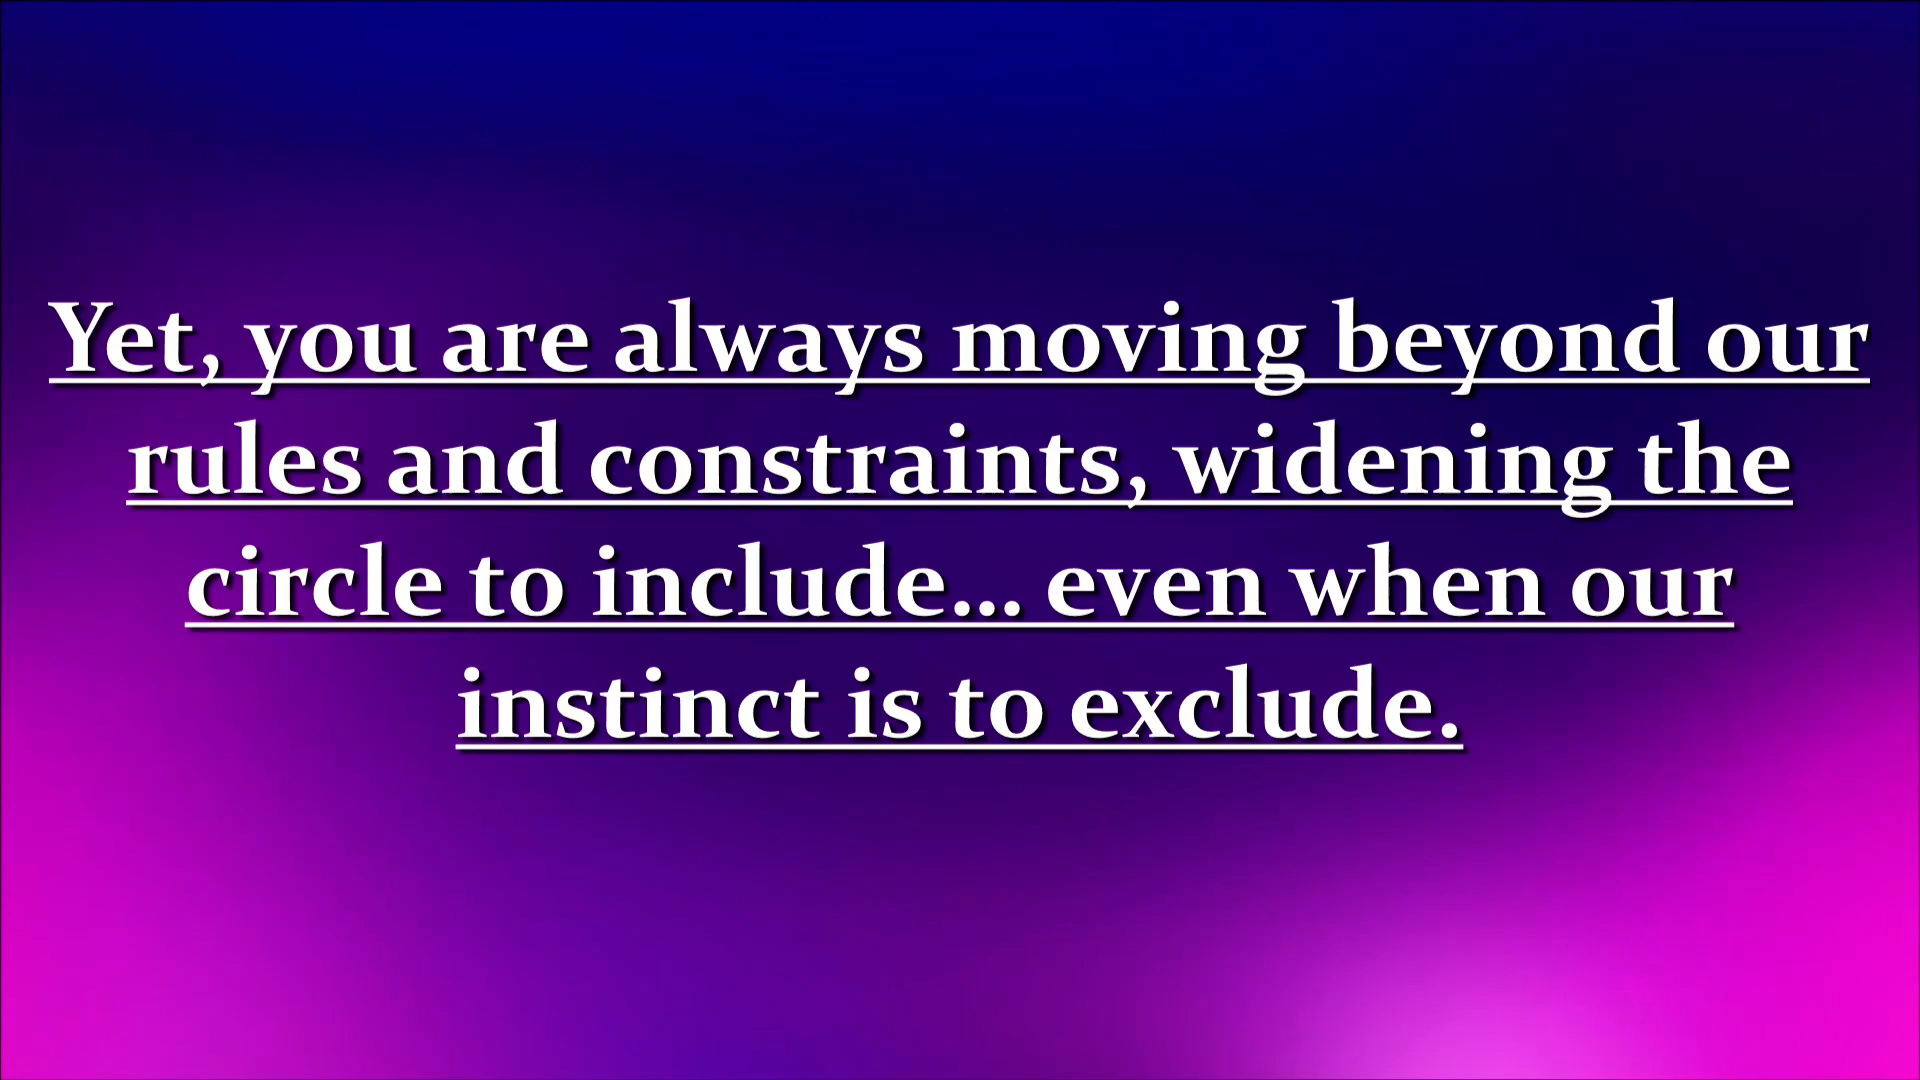 Yet, you are always moving beyond our
rules and constraints, widening the
circle to include... even when our
instinct is to exclude.